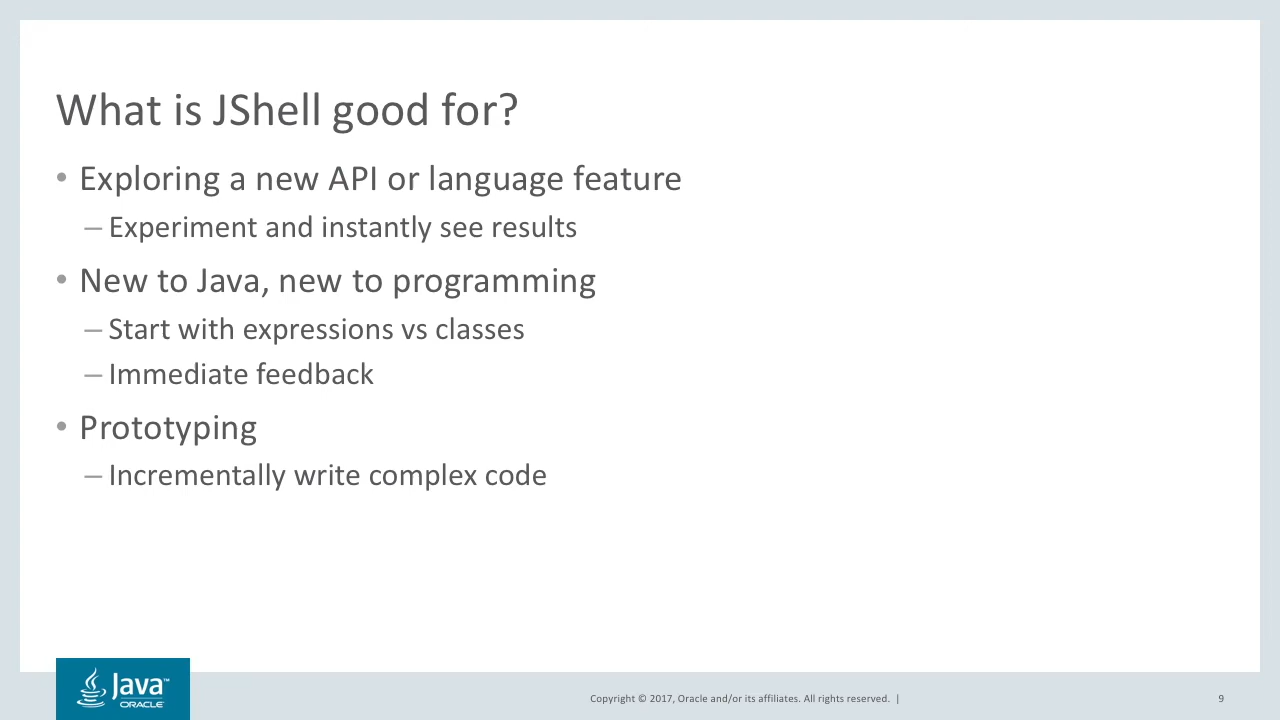 What is JShell good for?
• Exploring a new API or language feature
– Experiment and instantly see results
• New to Java, new to programming
– Start with expressions vs classes
– Immediate feedback
• Prototyping
– Incrementally write complex code
Java™
ORACLE
Copyright © 2017, Oracle and/or its affiliates. All rights reserved. |
9